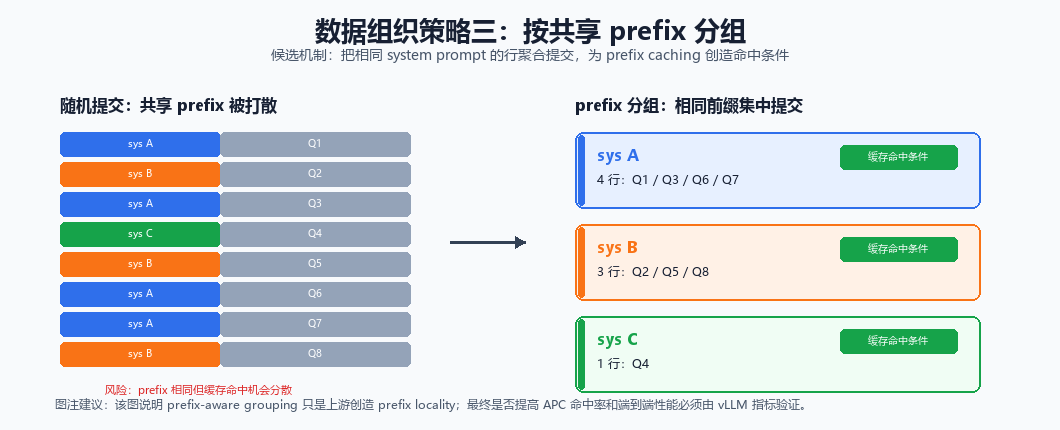 数据组织策略三：按共享 prefix 分组
候选机制：把相同 system prompt 的行聚合提交，为 prefix caching 创造命中条件
随机提交：共享 prefix 被打散
sys A Q1
sys B Q2
sys A Q3
sys C Q4
sys B Q5
sys A Q6
sys A Q7
sys B Q8
风险：prefix 相同但缓存命中机会分散
prefix 分组：相同前缀集中提交
sys A
缓存命中条件
4 行：Q1 / Q3 / Q6 / Q7
sys B
缓存命中条件
3 行：Q2 / Q5 / Q8
sys C
缓存命中条件
1 行：Q4
图注建议：该图说明 prefix-aware grouping 只是上游创造 prefix locality；最终是否提高 APC 命中率和端到端性能必须由 vLLM 指标验证。